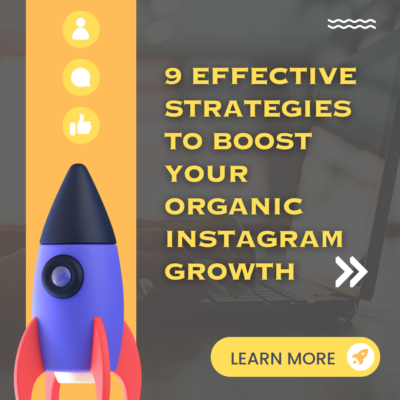 9 EFFECTIVE
STRATEGIES
TO BOOST
YOUR
ORGANIC
INSTAGRAM
GROWTH
LEARN MORE